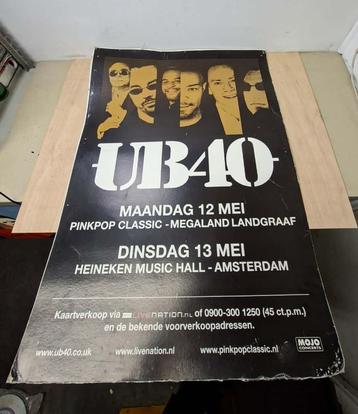 UB40
MAANDAG 12 MEI
PINKPOP CLASSIC - MEGALAND LANDGRAAF
DINSDAG 13 MEI
HEINEKEN MUSIC HALL - AMSTERDAM
Kaartverkoop via LIVENATION.NL of 0900-300 1250 (45 ct.p.m.)
en de bekende voorverkoopadressen.
www.ub40.co.uk www.livenation.nl www.pinkpopclassic.nl
MOJO
CONCERTS